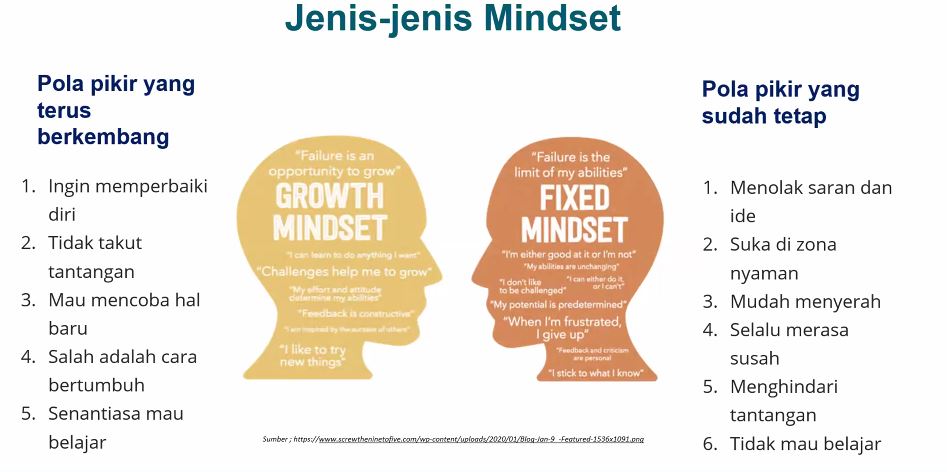 Jenis-jenis Mindset
Pola pikir yang
terus
berkembang
1. Ingin memperbaiki
diri
2. Tidak takut
tantangan
3. Mau mencoba hal
baru
4. Salah adalah cara
bertumbuh
5. Senantiasa mau
belajar
"Failure is an
opportunity to grow"
GROWTH
MINDSET
"I can learn to do anything I want"
"Challenges help me to grow"
"My effort and attitude
determine my abilities"
"Feedback is constructive"
"I am inspired by the success of others"
"I like to try
new things"
"Failure is the
limit of my abilities"
FIXED
MINDSET
"I'm either good at it or I'm not"
"My abilities are unchanging"
"I don't like
to be challenged"
"I can either do it,
or I can't"
"My potential is predetermined"
"When I'm frustrated,
I give up"
"Feedback and criticism
are personal
"I stick to what I know"
Pola pikir yang
sudah tetap
1. Menolak saran dan
ide
2. Suka di zona
nyaman
3. Mudah menyerah
4. Selalu merasa
susah
5. Menghindari
tantangan
6. Tidak mau belajar
Sumber ; https://www.screwtheninetofive.com/wp-content/uploads/2020/01/Blog-Jan-9_-Featured-1536x1091.png